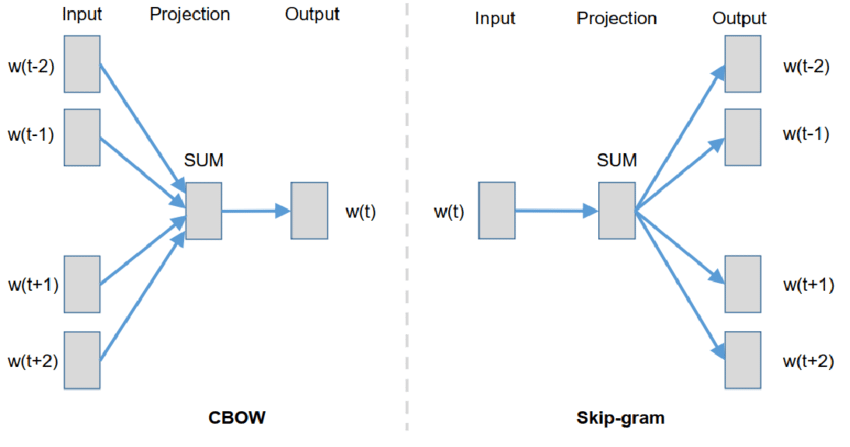 Input Projection Output
w(t-2)
w(t-1)
SUM
w(t)
w(t+1)
w(t+2)
CBOW
Input Projection Output
w(t-2)
w(t-1)
SUM
w(t)
w(t+1)
w(t+2)
Skip-gram